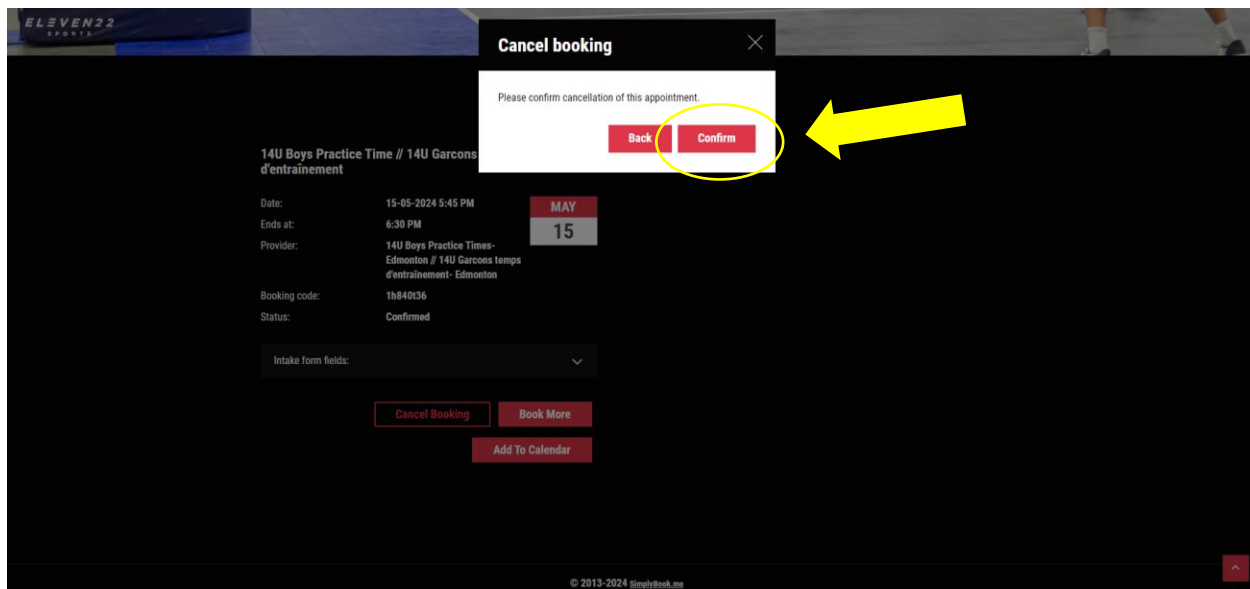 ELEVEN22
SPORTS
Cancel booking
Please confirm cancellation of this appointment.
Back
Confirm
14U Boys Practice Time // 14U Garcons
d'entraînement
Date:
15-05-2024 5:45 PM
MAY
15
Ends at:
6:30 PM
Provider:
14U Boys Practice Times-
Edmonton // 14U Garcons temps
d'entraînement- Edmonton
Booking code:
1h840t36
Status:
Confirmed
Intake form fields:
Cancel Booking
Book More
Add To Calendar
© 2013-2024 SimplyBook.me